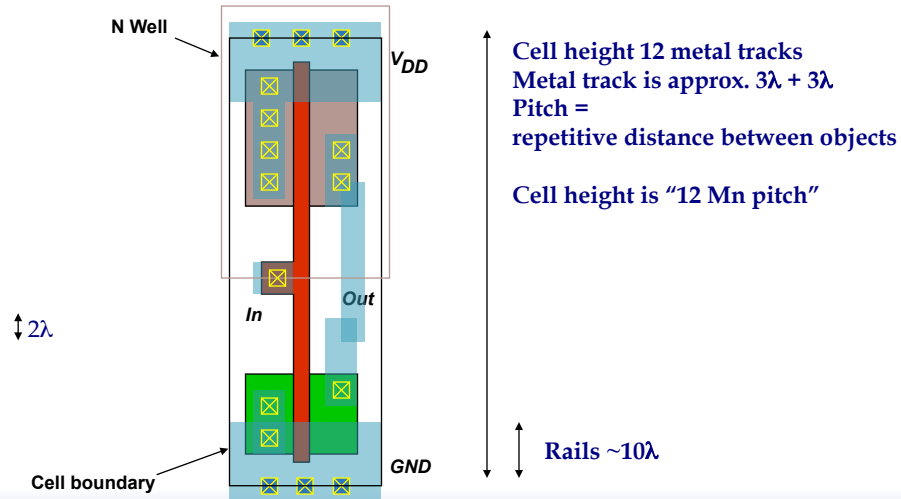 N Well
VDD
Cell height 12 metal tracks
Metal track is approx. 3λ + 3λ
Pitch =
repetitive distance between objects
Cell height is “12 Mn pitch”
In
Out
2λ
Rails ~10λ
GND
Cell boundary